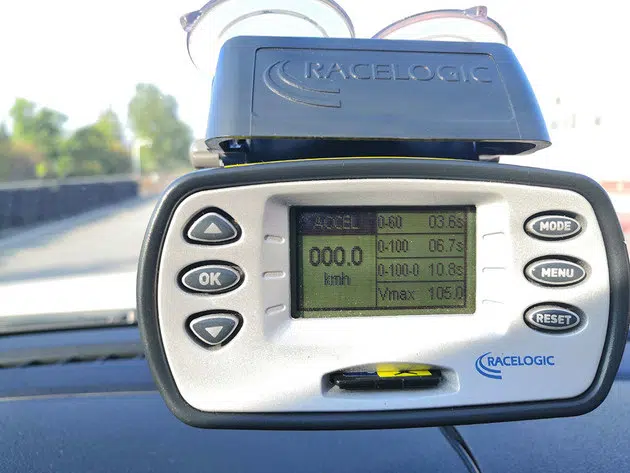 RACELOGIC
ACCEL
000.0
kmh
0-60 03.6s
0-100 06.7s
0-100-0 10.8s
Vmax 105.0
OK
MODE
MENU
RESET
RACELOGIC